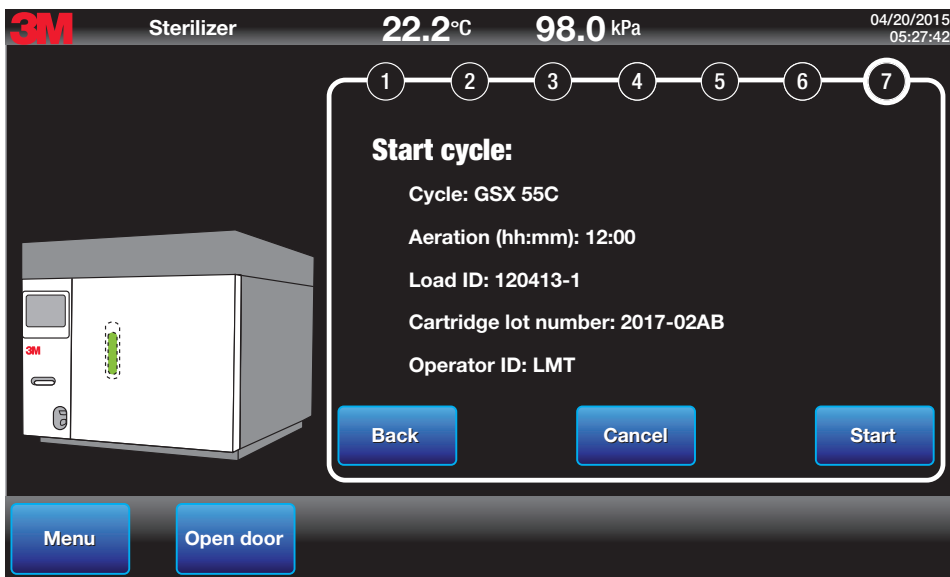 3M Sterilizer 22.2°C 98.0 kPa 04/20/2015
05:27:42
1 2 3 4 5 6 7
Start cycle:
Cycle: GSX 55C
Aeration (hh:mm): 12:00
Load ID: 120413-1
Cartridge lot number: 2017-02AB
Operator ID: LMT
3M
Back Cancel Start
Menu Open door